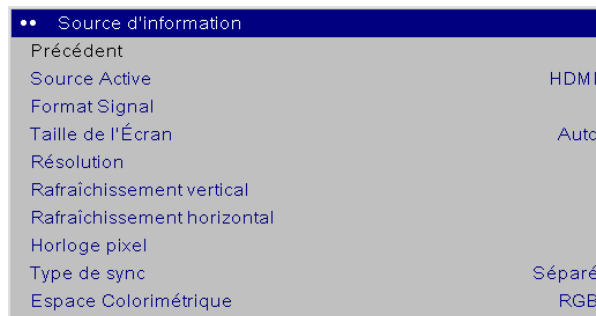 •• Source d'information
Précédent
Source Active HDMI
Format Signal
Taille de l'Écran Auto
Résolution
Rafraîchissement vertical
Rafraîchissement horizontal
Horloge pixel
Type de sync Séparé
Espace Colorimétrique RGB